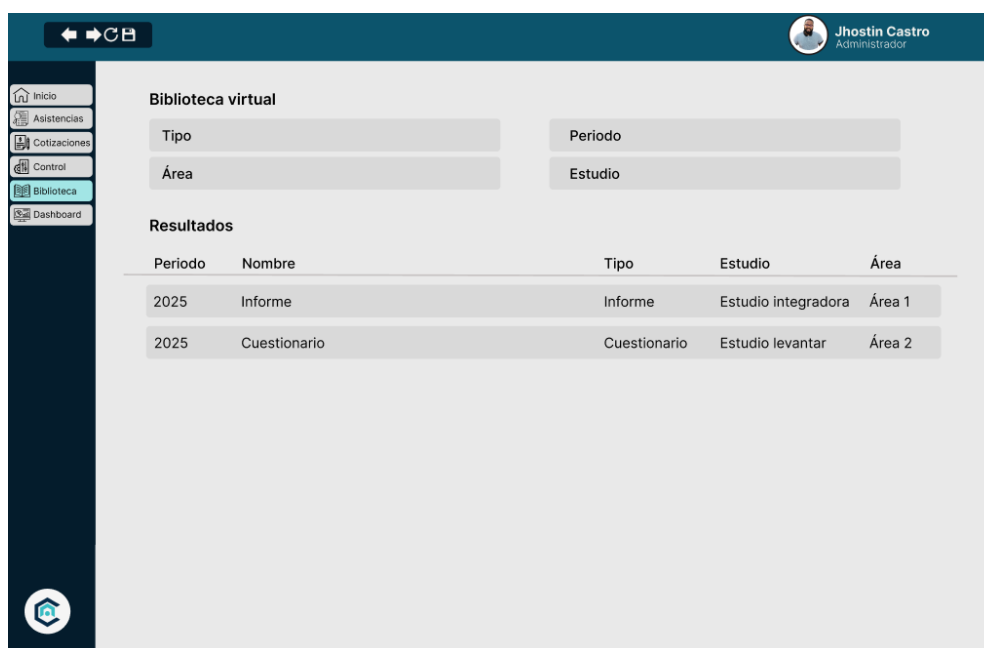 Jhostin Castro
Administrador
Inicio
Asistencias
Cotizaciones
Control
Biblioteca
Dashboard
Biblioteca virtual
Tipo Periodo
Área Estudio
Resultados
Periodo Nombre Tipo Estudio Área
2025 Informe Informe Estudio integradora Área 1
2025 Cuestionario Cuestionario Estudio levantar Área 2